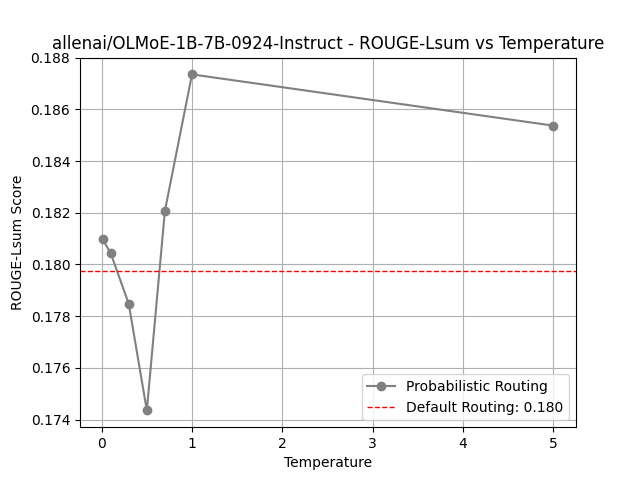 allenai/OLMoE-1B-7B-0924-Instruct - ROUGE-Lsum vs Temperature
0.188
0.186
0.184
0.182
0.180
0.178
0.176
0.174
ROUGE-Lsum Score
Probabilistic Routing
Default Routing: 0.180
0 1 2 3 4 5
Temperature